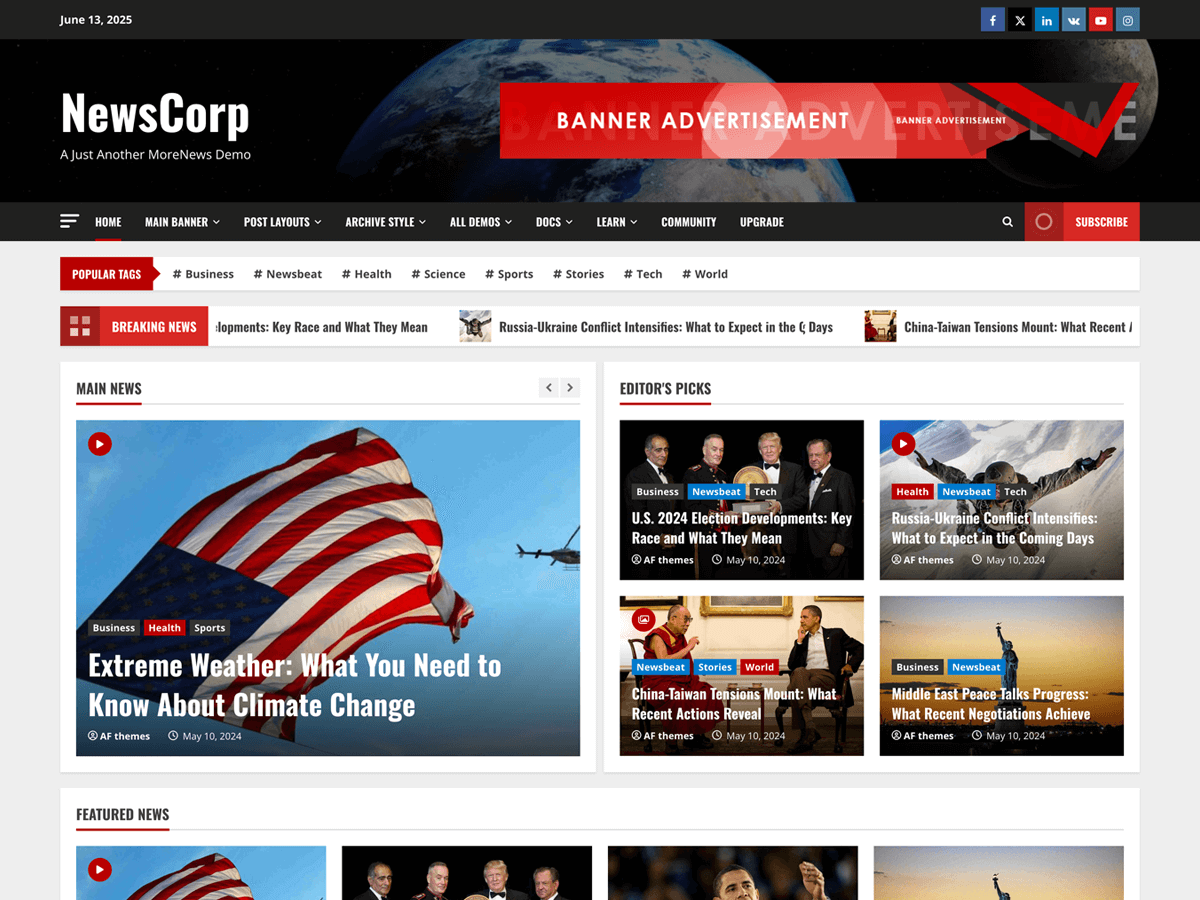 June 13, 2025
NewsCorp
A Just Another MoreNews Demo
BANNER ADVERTISEMENT
BANNER ADVERTISEMENT
HOME MAIN BANNER POST LAYOUTS ARCHIVE STYLE ALL DEMOS DOCS LEARN COMMUNITY UPGRADE SUBSCRIBE
POPULAR TAGS # Business # Newsbeat # Health # Science # Sports # Stories # Tech # World
BREAKING NEWS elopments: Key Race and What They Mean Russia-Ukraine Conflict Intensifies: What to Expect in the C Days China-Taiwan Tensions Mount: What Recent A
MAIN NEWS
Business Health Sports
Extreme Weather: What You Need to
Know About Climate Change
AF themes May 10, 2024
EDITOR'S PICKS
Business Newsbeat Tech
U.S. 2024 Election Developments: Key
Race and What They Mean
AF themes May 10, 2024
Health Newsbeat Tech
Russia-Ukraine Conflict Intensifies:
What to Expect in the Coming Days
AF themes May 10, 2024
Newsbeat Stories World
China-Taiwan Tensions Mount: What
Recent Actions Reveal
AF themes May 10, 2024
Business Newsbeat
Middle East Peace Talks Progress:
What Recent Negotiations Achieve
AF themes May 10, 2024
FEATURED NEWS